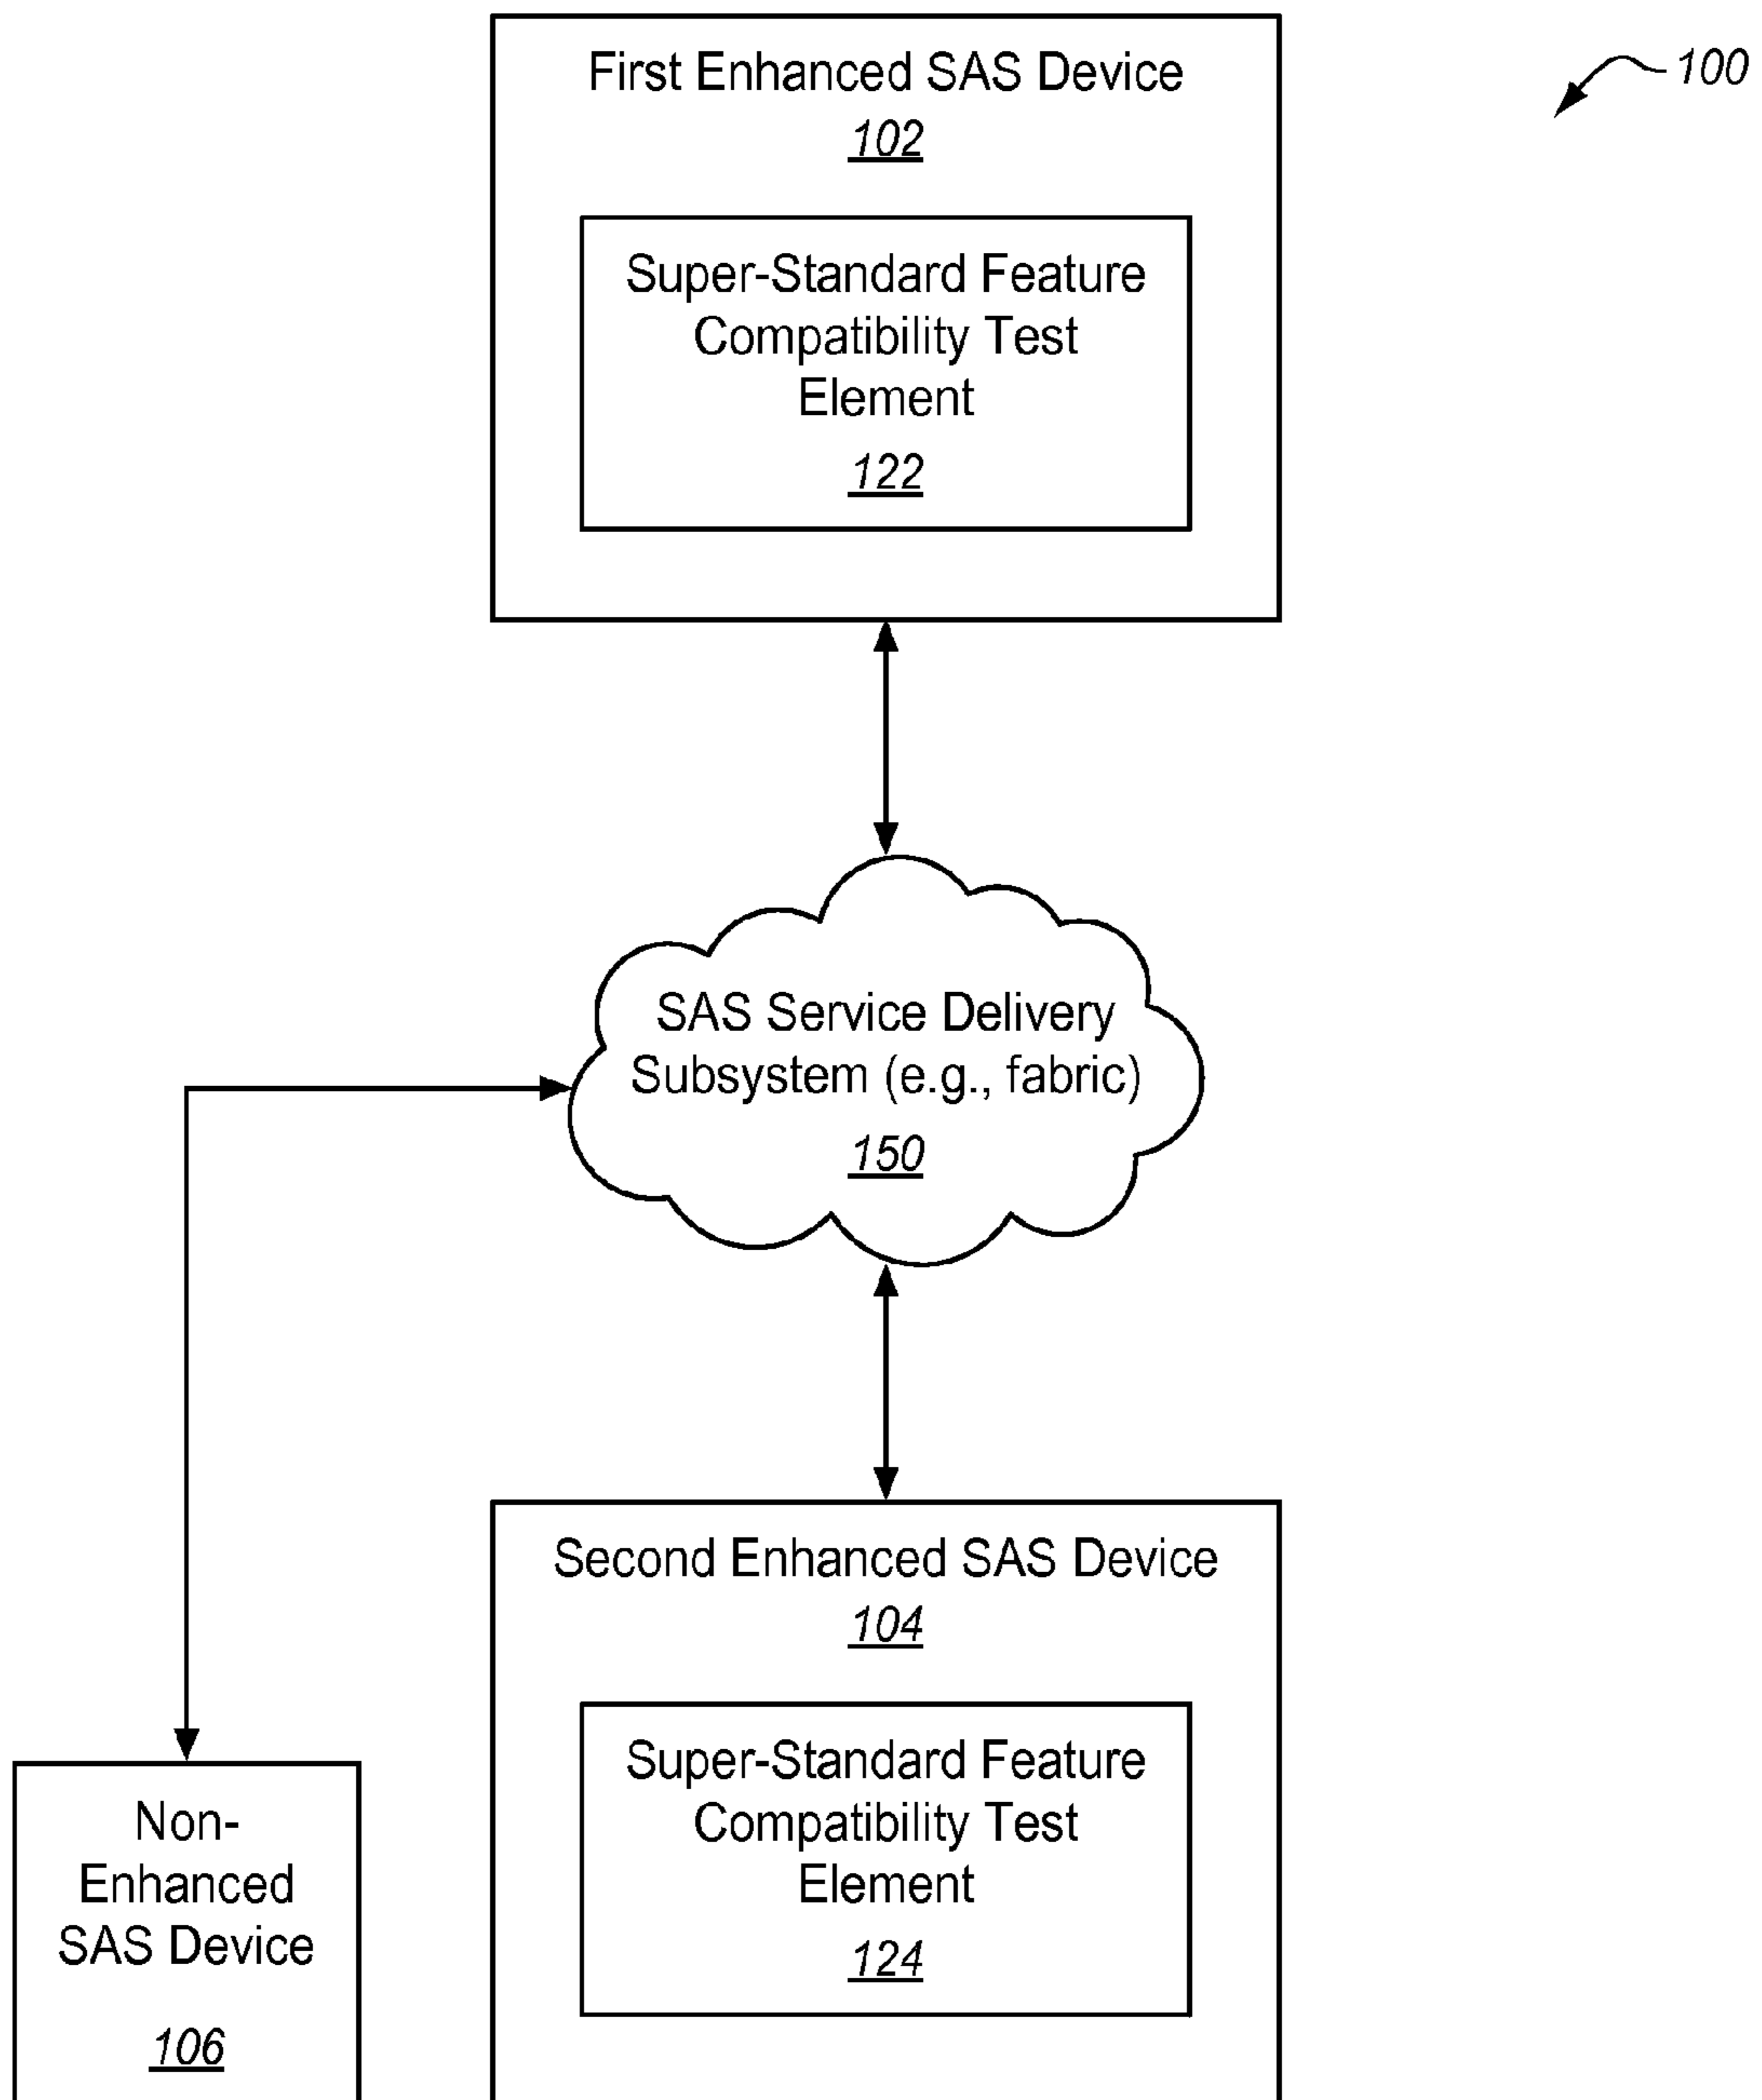 First Enhanced SAS Device
102
100
Super-Standard Feature
Compatibility Test
Element
122
SAS Service Delivery
Subsystem (e.g., fabric)
150
Second Enhanced SAS Device
104
Super-Standard Feature
Compatibility Test
Element
124
Non-
Enhanced
SAS Device
106